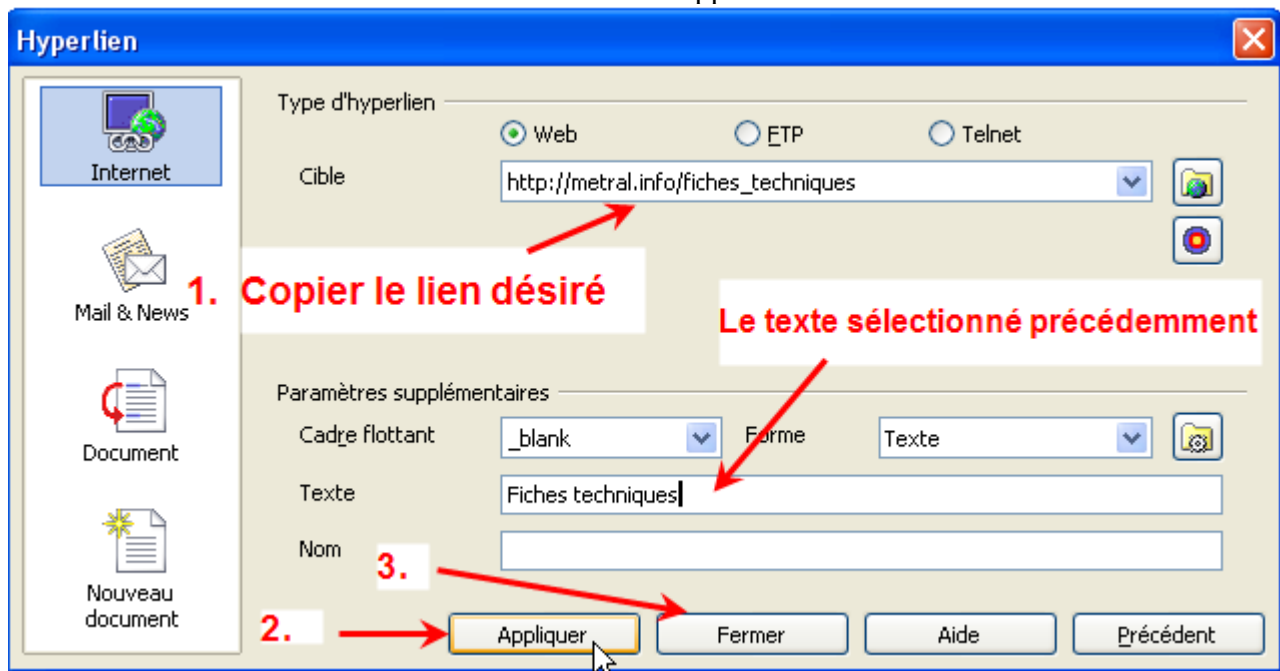 Hyperlien
Internet
Mail & News
Document
Nouveau
document
Type d'hyperlien
Web FTP Telnet
Cible http://metral.info/fiches_techniques
1. Copier le lien désiré
Le texte sélectionné précédemment
Paramètres supplémentaires
Cadre flottant _blank Forme Texte
Texte Fiches techniques
Nom
3.
2.
Appliquer Fermer Aide Précédent